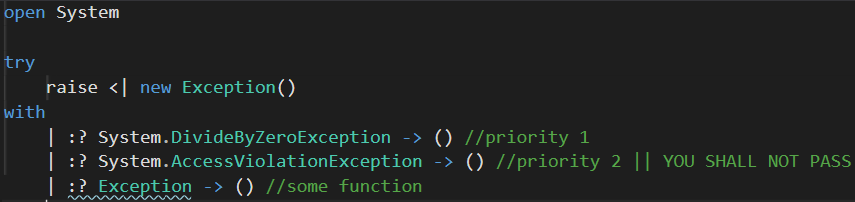 open System
try
raise <| new Exception()
with
| :? System.DivideByZeroException -> () //priority 1
| :? System.AccessViolationException -> () //priority 2 || YOU SHALL NOT PASS
| :? Exception -> () //some function